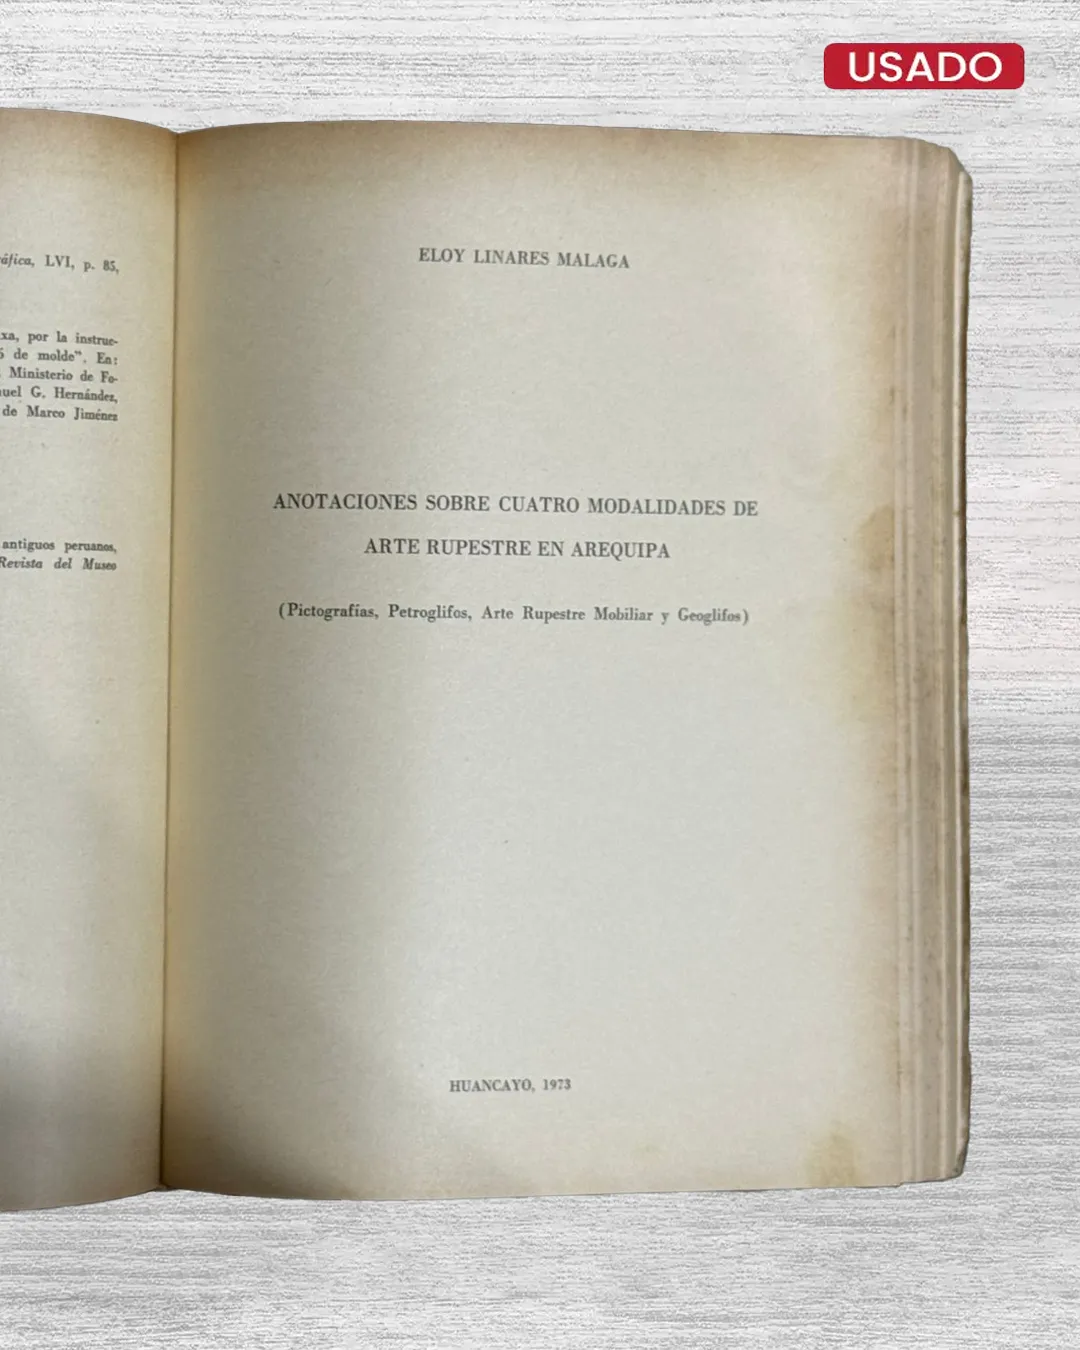 USADO
áfica, LVI, p. 85,
xa, por la instruc-
ó de molde". En:
Ministerio de Fo-
uel G. Hernández,
de Marco Jiménez
antiguos peruanos,
Revista del Museo
ELOY LINARES MALAGA
ANOTACIONES SOBRE CUATRO MODALIDADES DE
ARTE RUPESTRE EN AREQUIPA
(Pictografías, Petroglifos, Arte Rupestre Mobiliar y Geoglifos)
HUANCAYO, 1973